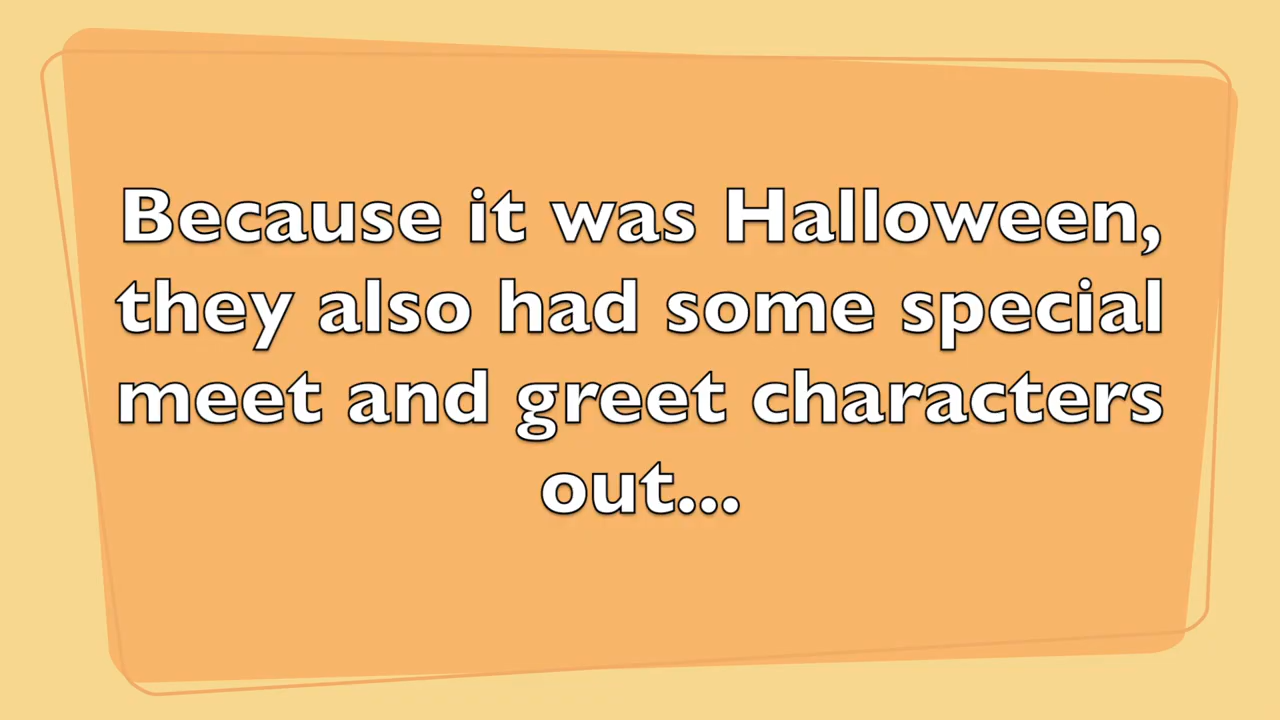 Because it was Halloween,
they also had some special
meet and greet characters
out...